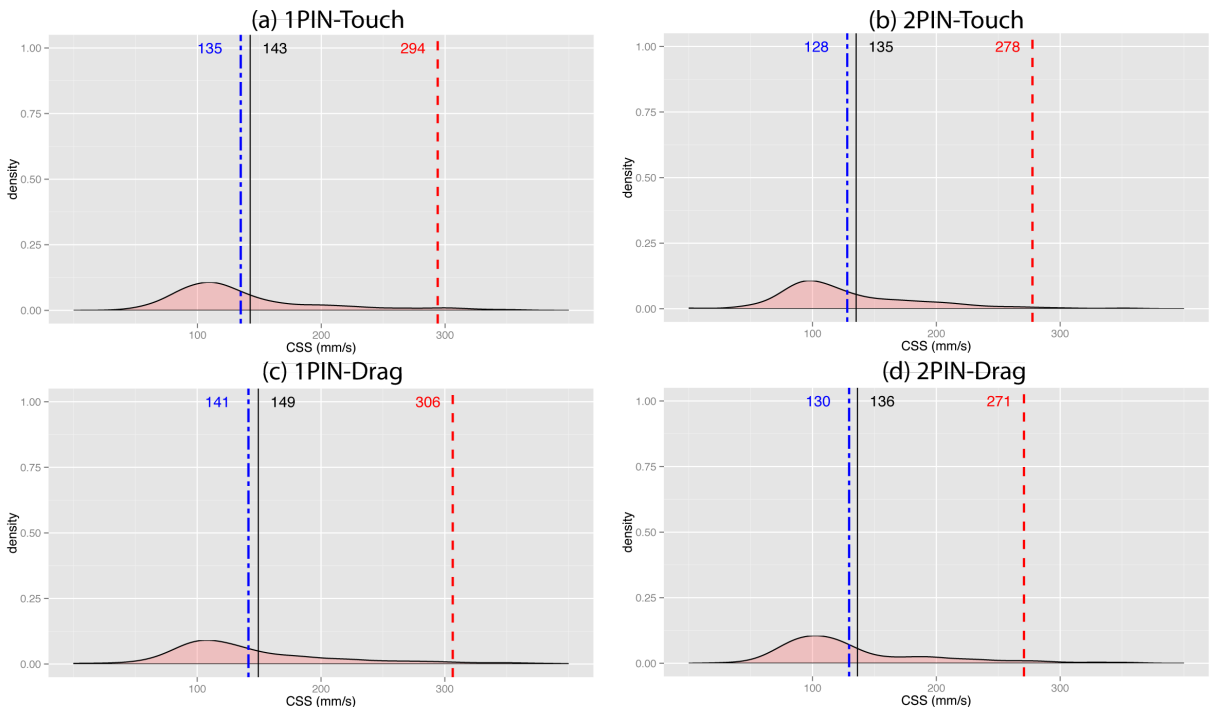 (a) 1PIN-Touch
135 143 294
1.00
0.75
0.50
0.25
0.00
density
100 200 300
CSS (mm/s)
(b) 2PIN-Touch
128 135 278
1.00
0.75
0.50
0.25
0.00
density
100 200 300
CSS (mm/s)
(c) 1PIN-Drag
141 149 306
1.00
0.75
0.50
0.25
0.00
density
100 200 300
CSS (mm/s)
(d) 2PIN-Drag
130 136 271
1.00
0.75
0.50
0.25
0.00
density
100 200 300
CSS (mm/s)